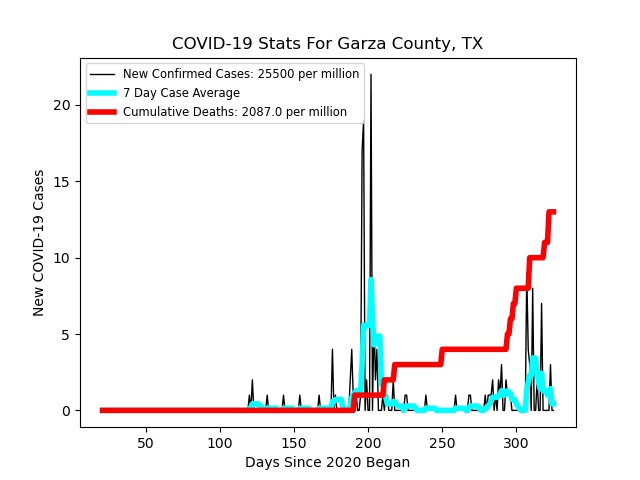 COVID-19 Stats For Garza County, TX
New Confirmed Cases: 25500 per million
7 Day Case Average
Cumulative Deaths: 2087.0 per million
New COVID-19 Cases
20
15
10
5
0
50
100
150
200
250
300
Days Since 2020 Began